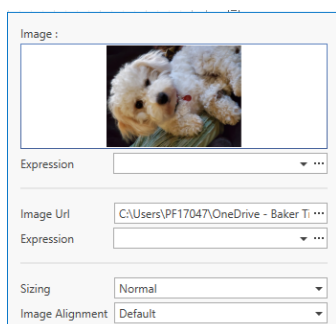 Image :
Expression
Image Url C:\Users\PF17047\OneDrive - Baker Ti ...
Expression
Sizing Normal
Image Alignment Default